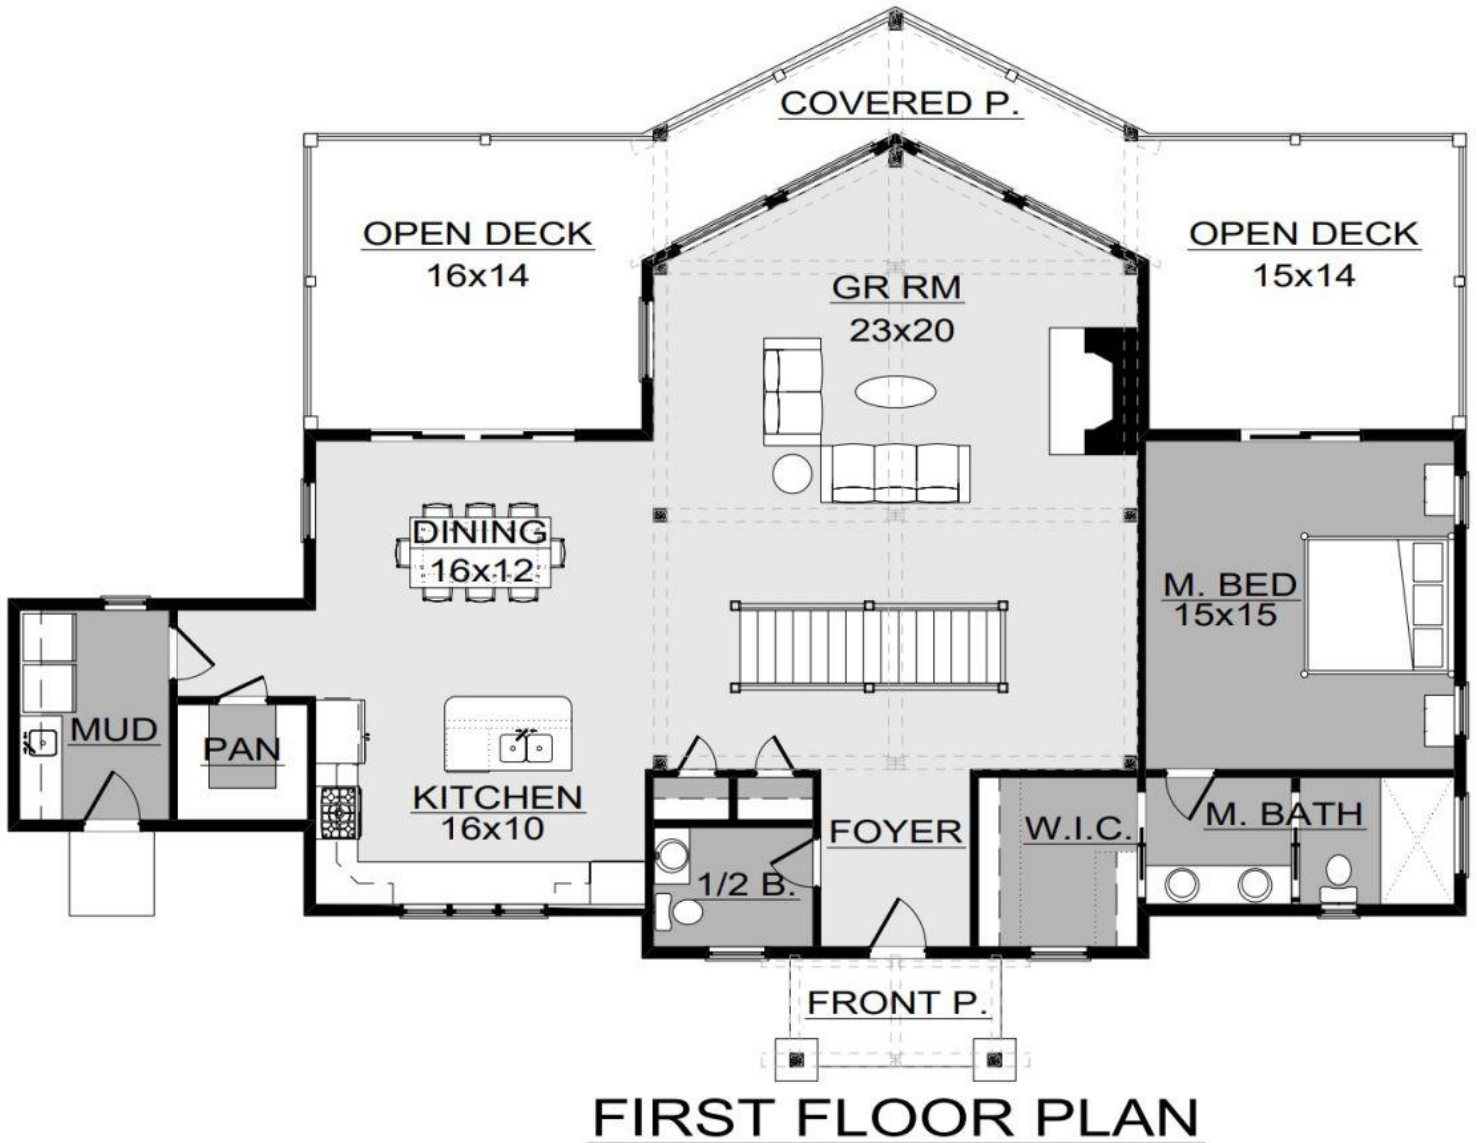 COVERED P.
OPEN DECK
16x14
OPEN DECK
15x14
GR RM
23x20
DINING
16x12
M. BED
15x15
MUD
PAN
KITCHEN
16x10
FOYER
W.I.C.
M. BATH
1/2 B.
FRONT P.
FIRST FLOOR PLAN